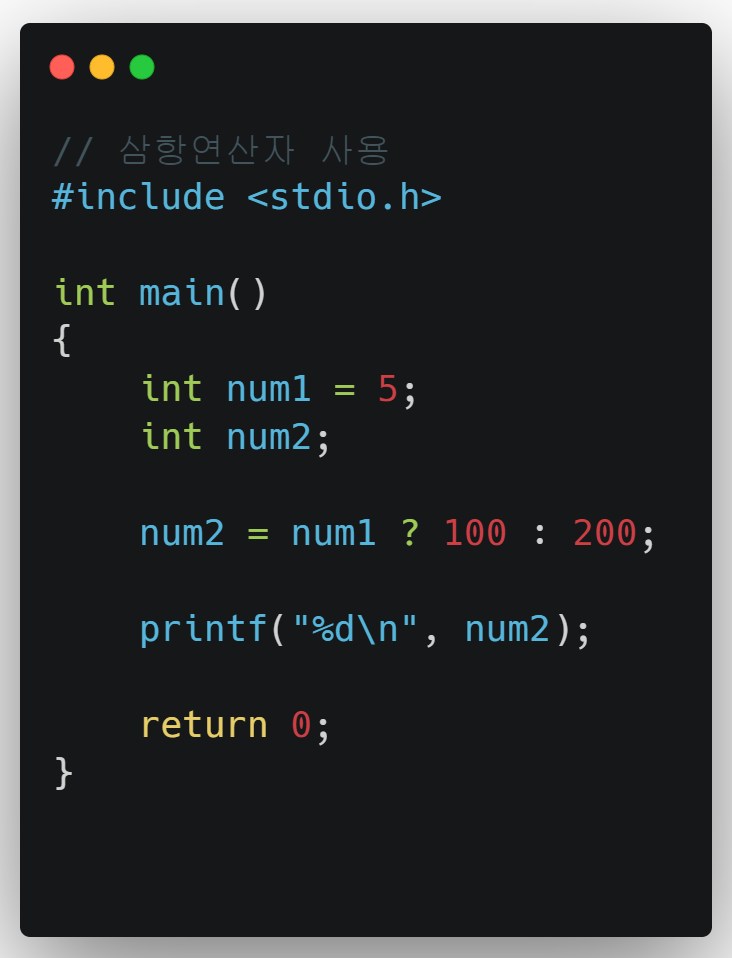 // 삼항연산자 사용
#include <stdio.h>
int main()
{
    int num1 = 5;
    int num2;
    num2 = num1 ? 100 : 200;
    printf("%d\n", num2);
    return 0;
}